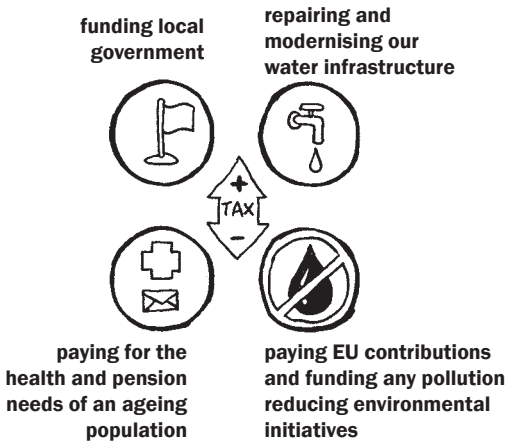 funding local
government
repairing and
modernising our
water infrastructure
+
TAX
–
paying for the
health and pension
needs of an ageing
population
paying EU contributions
and funding any pollution
reducing environmental
initiatives